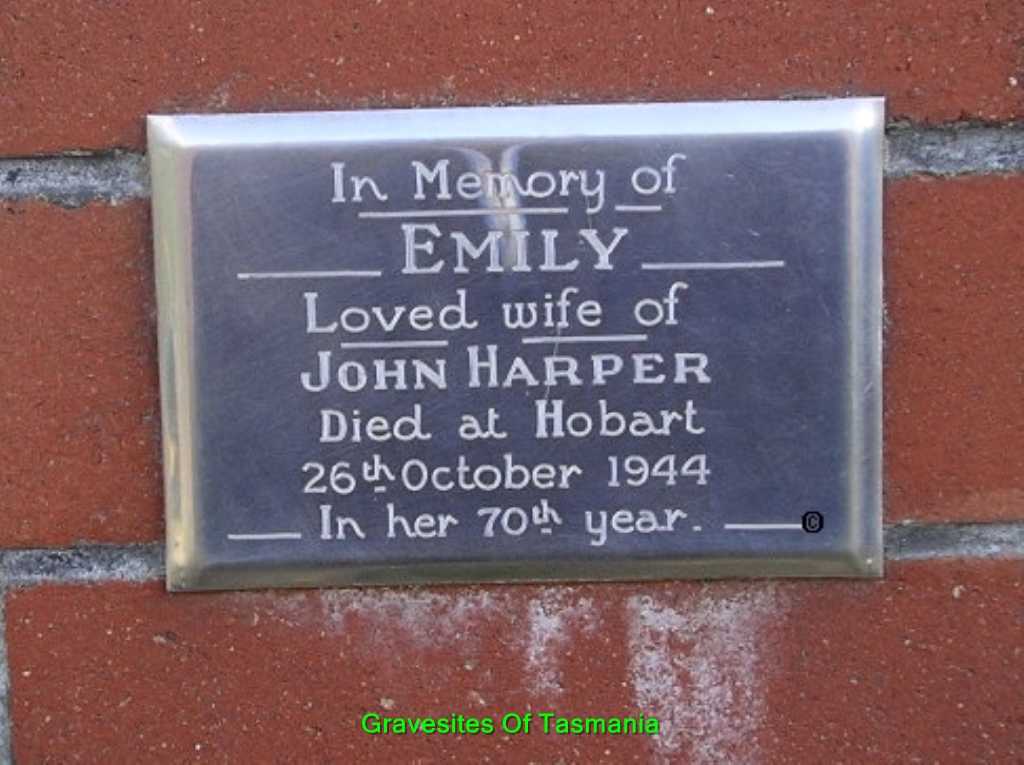 In Memory of
EMILY
Loved wife of
JOHN HARPER
Died at Hobart
26th October 1944
In her 70th year.
©
Gravesites Of Tasmania